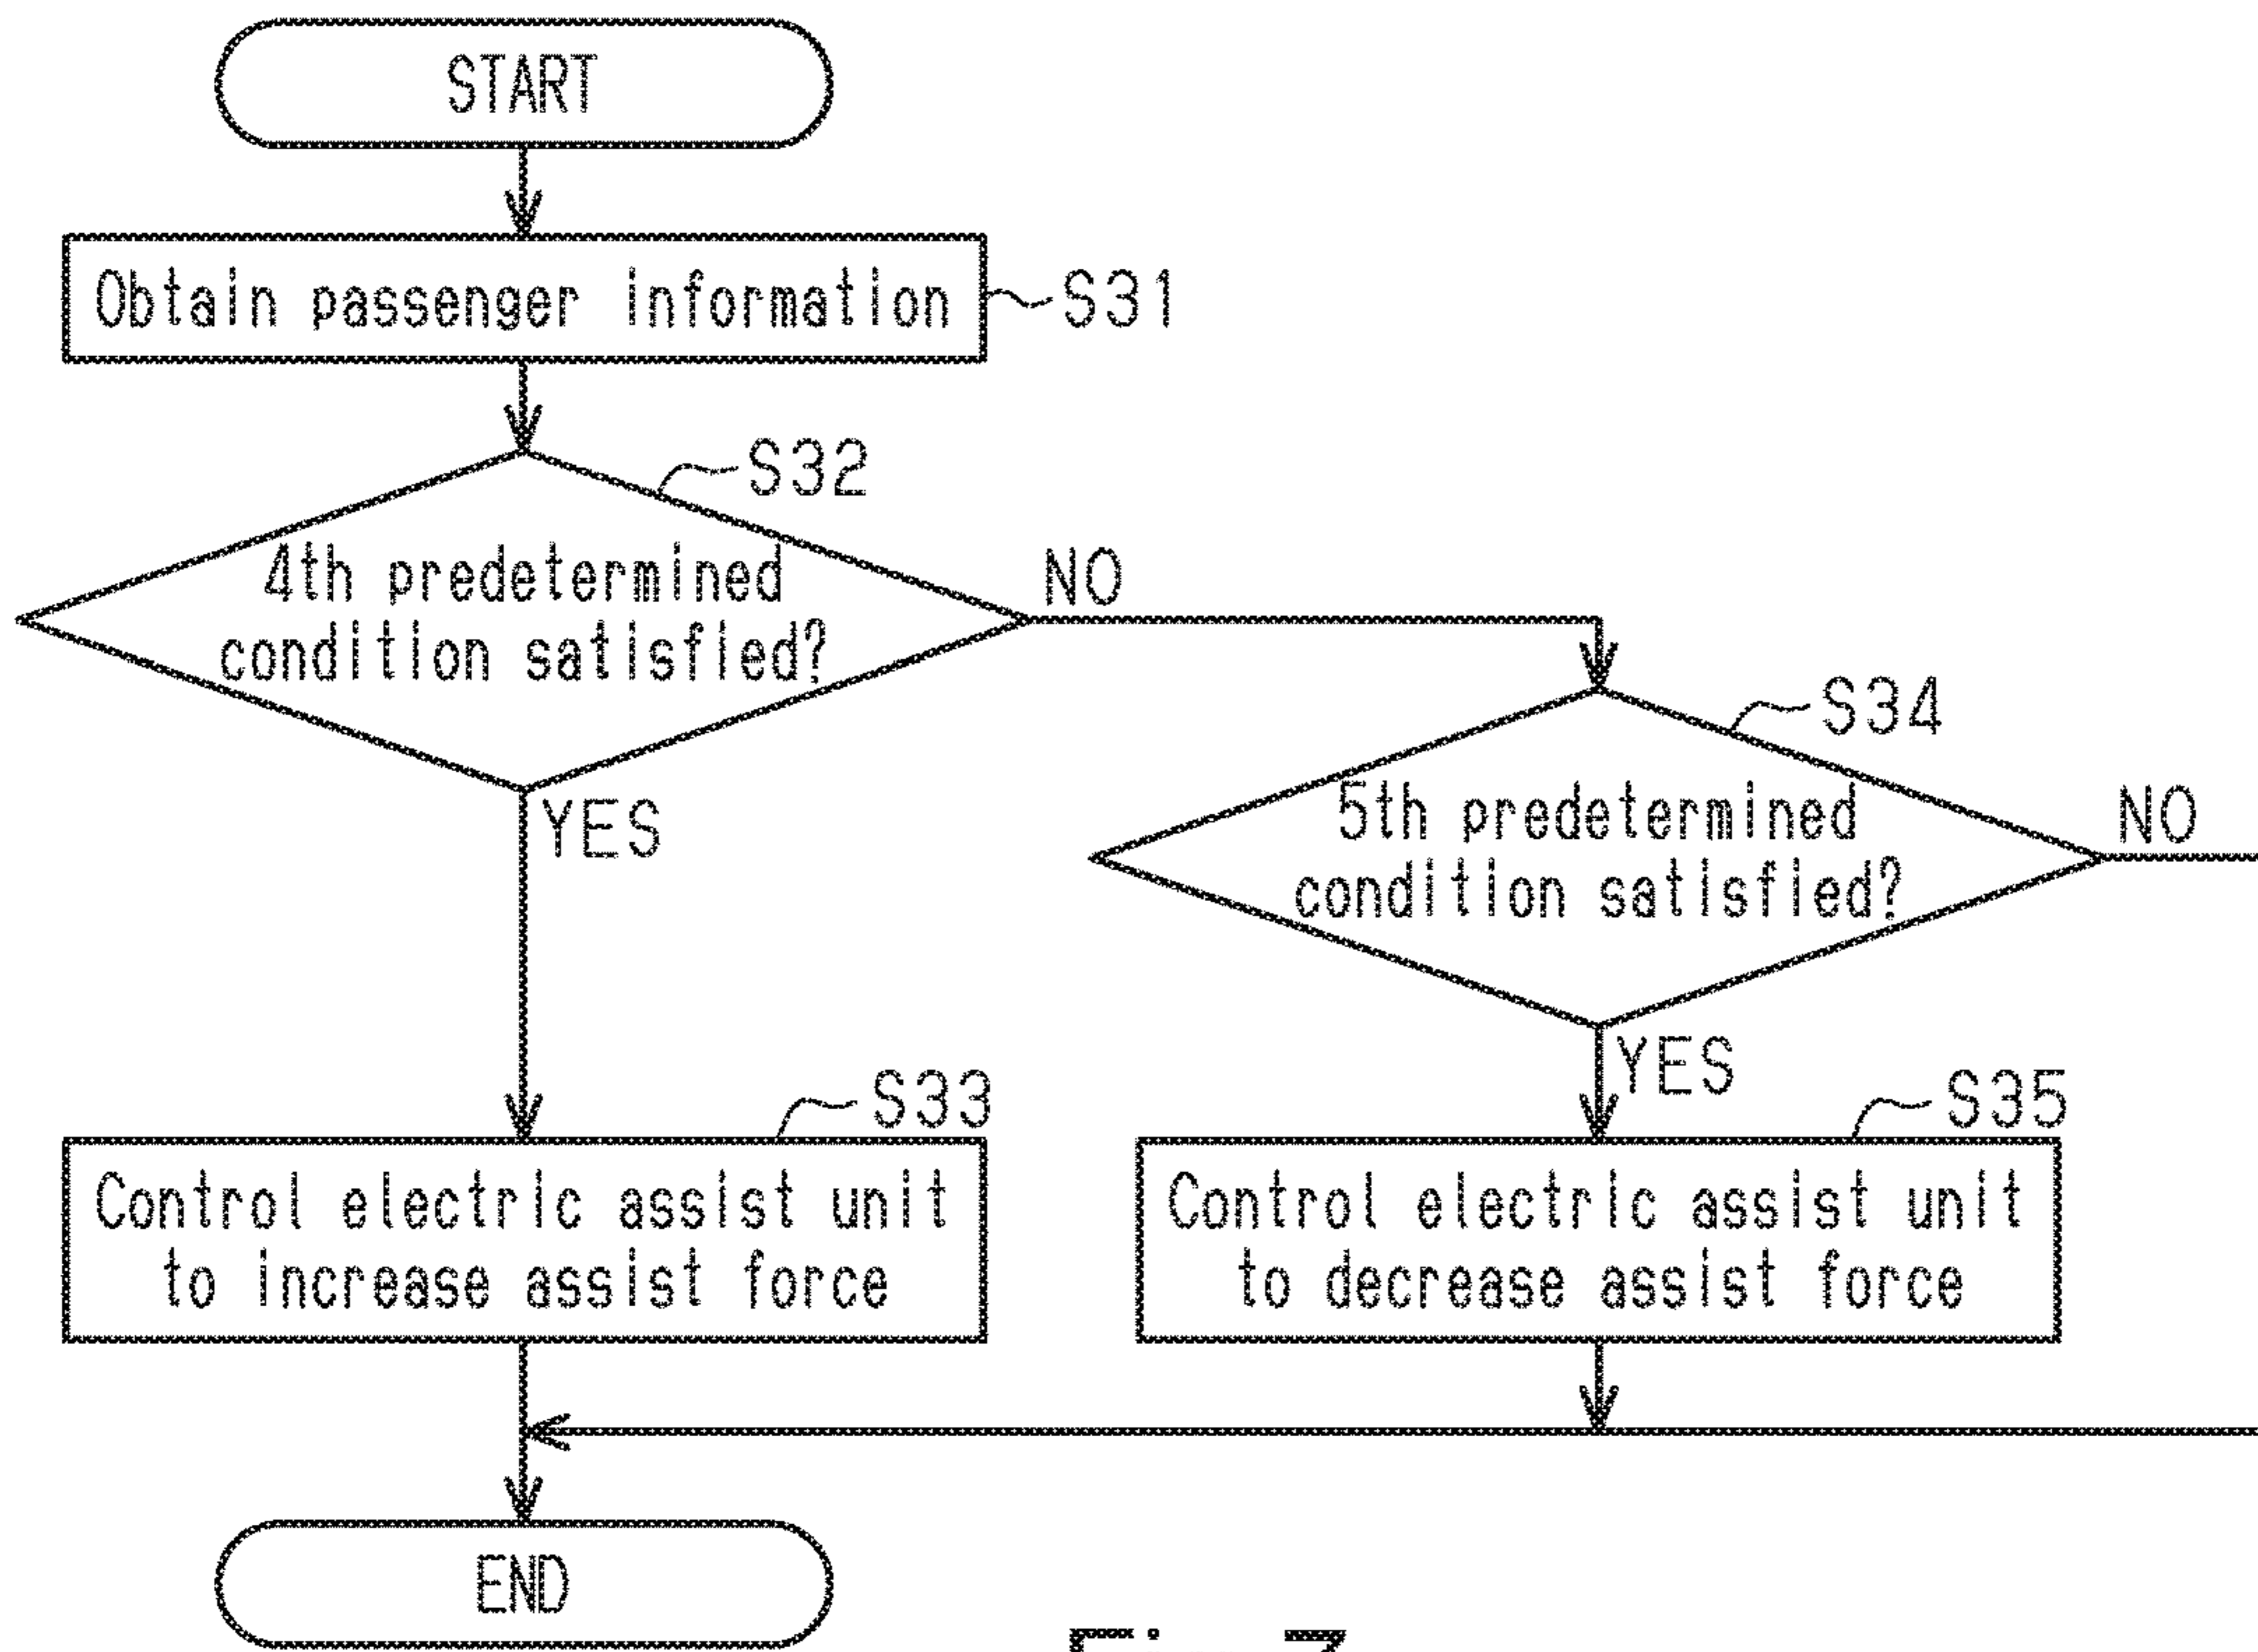 START
Obtain passenger information
S31
S32
4th predetermined
condition satisfied?
NO
YES
S34
5th predetermined
condition satisfied?
NO
YES
S33
Control electric assist unit
to increase assist force
S35
Control electric assist unit
to decrease assist force
END